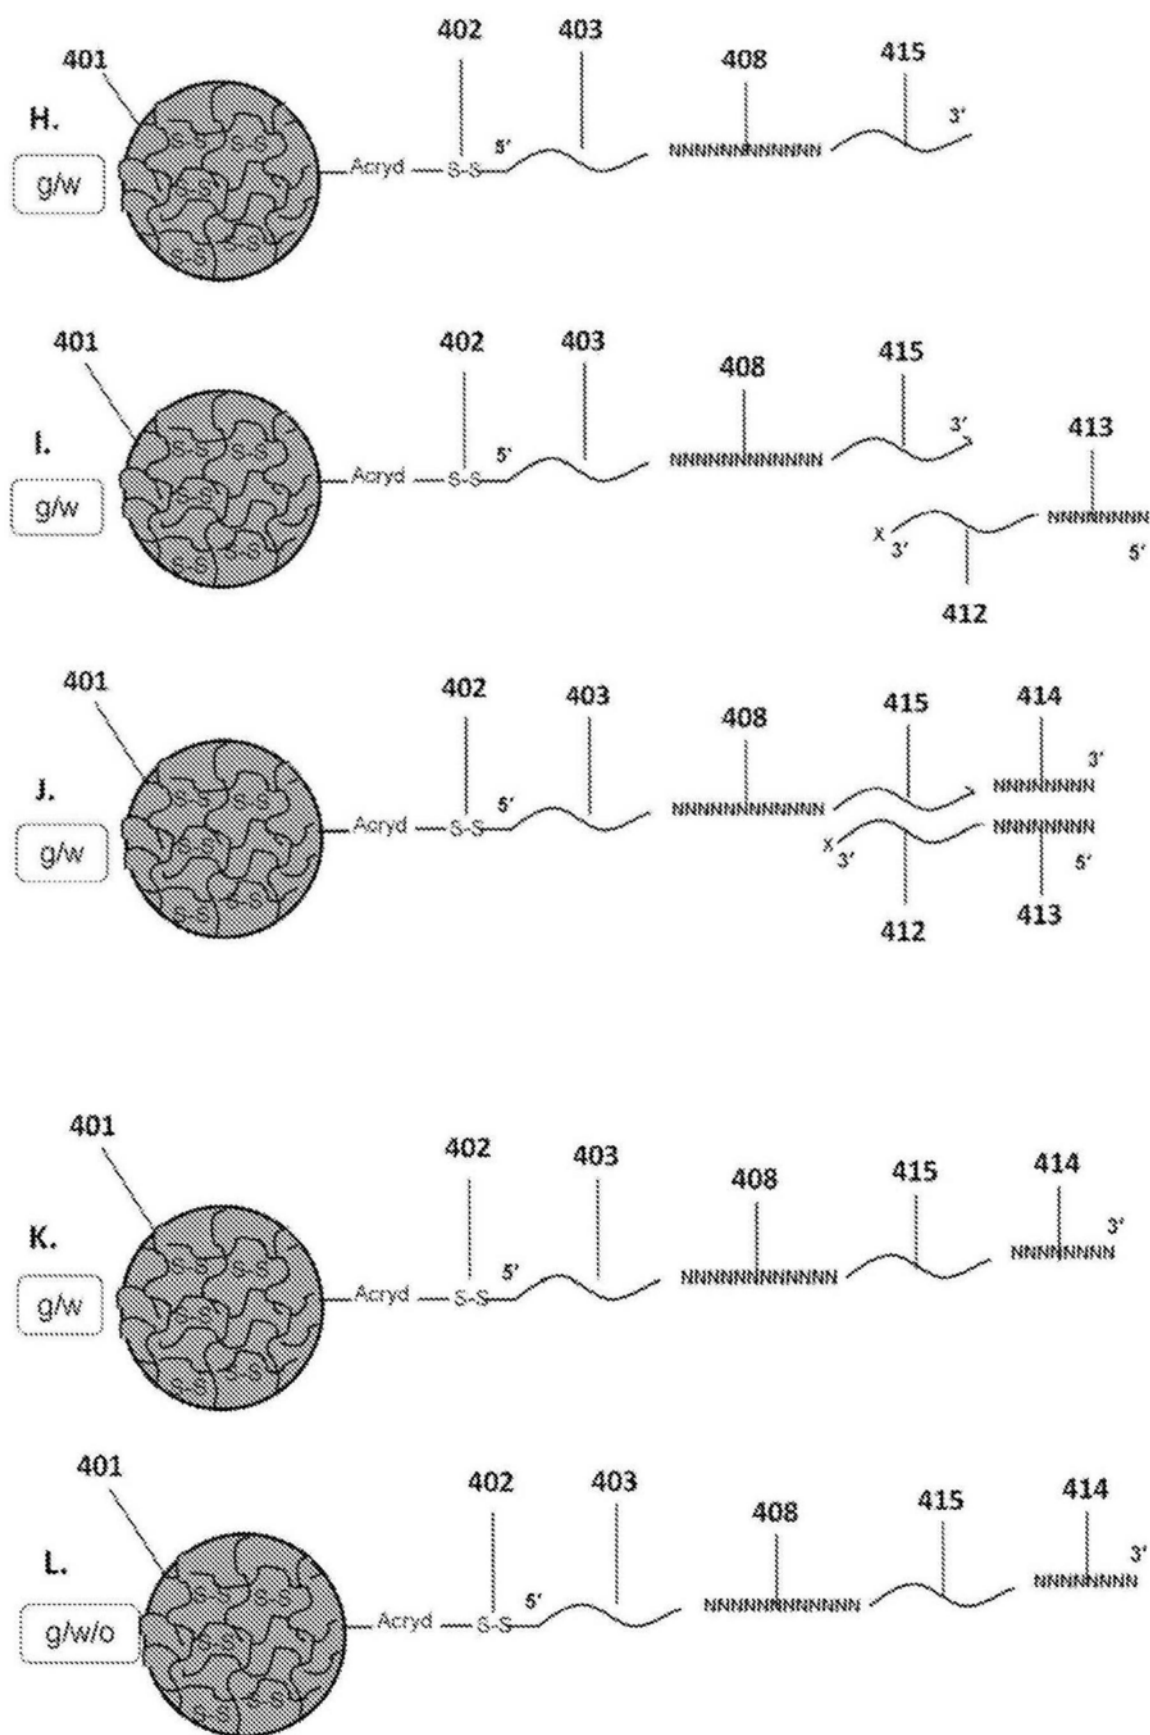 402 403 408 415
401
H.
g/w
S-S S-S
S-S
S-S S-S
Acryd S-S 5' NNNNNNNNNNNN 3'
401 402 403 408 415
413
I.
g/w
S-S S-S
S-S
S-S S-S
Acryd S-S 5' NNNNNNNNNNNN 3'
X 3' NNNNNNNN 5'
412
401 402 403 408 415 414
J.
g/w
S-S S-S
S-S
S-S S-S
Acryd S-S 5' NNNNNNNNNNNN NNNNNNNN 3'
X 3' NNNNNNNN 5'
412 413
401 402 403 408 415 414
K.
g/w
S-S S-S
S-S
S-S S-S
Acryd S-S 5' NNNNNNNNNNNN NNNNNNNN 3'
401 402 403 408 415 414
L.
g/w/o
S-S S-S
S-S
S-S S-S
Acryd S-S 5' NNNNNNNNNNNN NNNNNNNN 3'